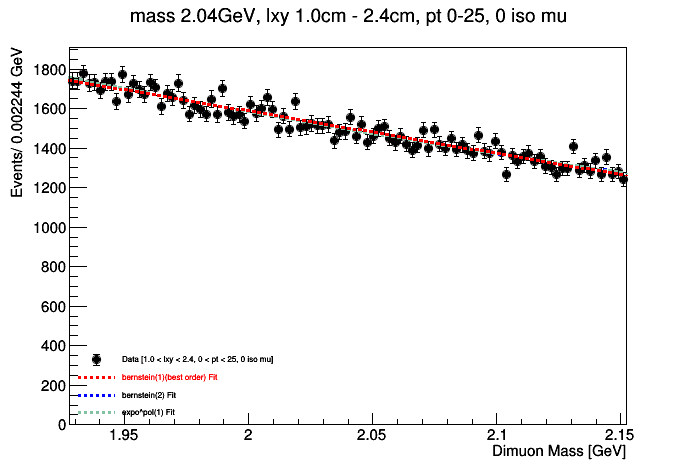 mass 2.04GeV, lxy 1.0cm - 2.4cm, pt 0-25, 0 iso mu
Events/ 0.002244 GeV
1800
1600
1400
1200
1000
800
600
400
200
0
Data [1.0 < lxy < 2.4, 0 < pt < 25, 0 iso mu]
bernstein(1)(best order) Fit
bernstein(2) Fit
expo^pol(1) Fit
1.95 2 2.05 2.1 2.15
Dimuon Mass [GeV]